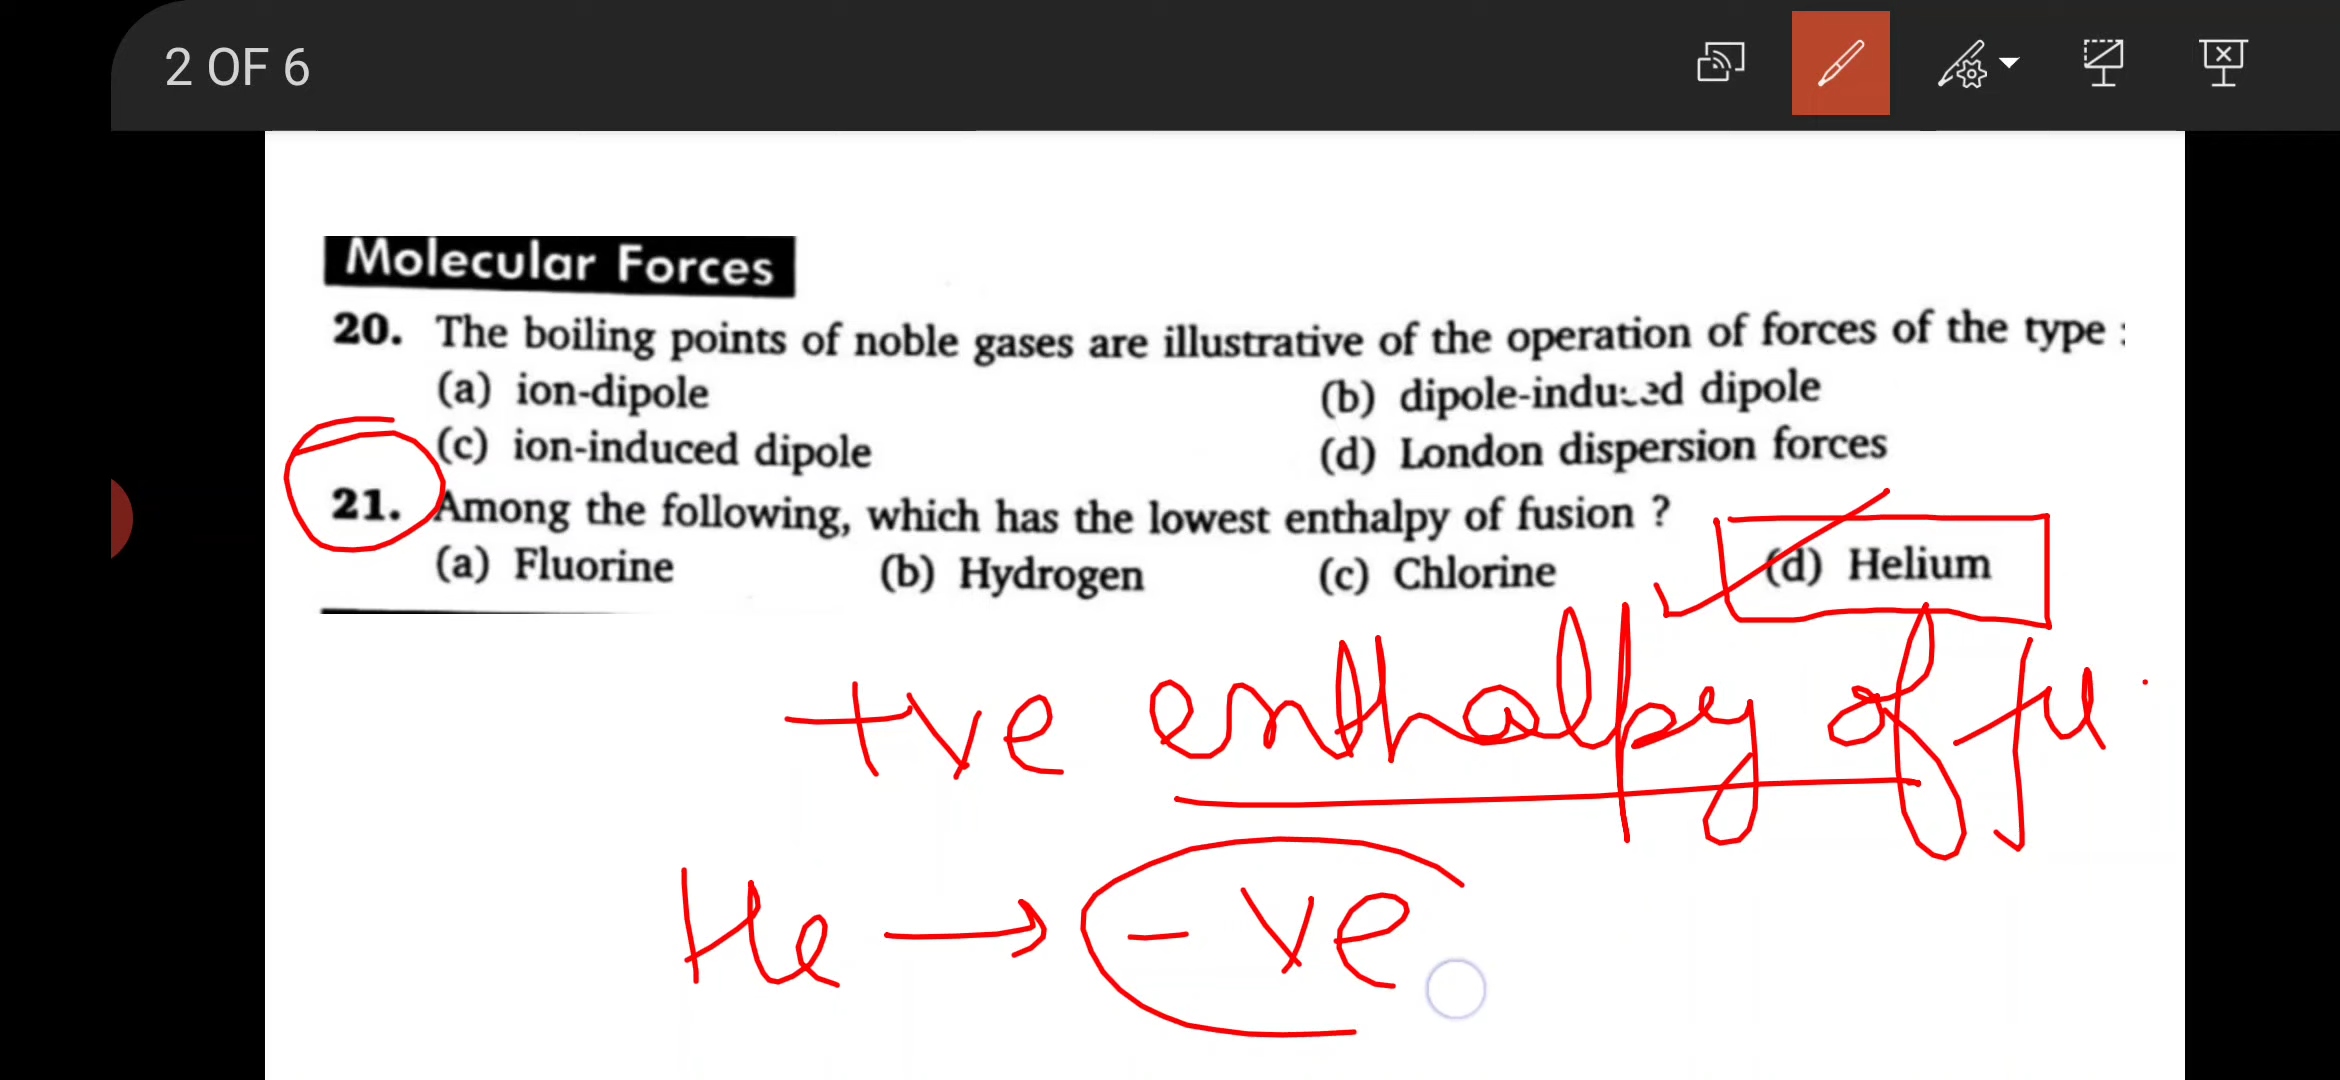 2 OF 6
Molecular Forces
20. The boiling points of noble gases are illustrative of the operation of forces of the type :
(a) ion-dipole (b) dipole-induced dipole
(c) ion-induced dipole (d) London dispersion forces
21. Among the following, which has the lowest enthalpy of fusion ?
(a) Fluorine (b) Hydrogen (c) Chlorine (d) Helium
+ve enthalpy of fu
He → -ve